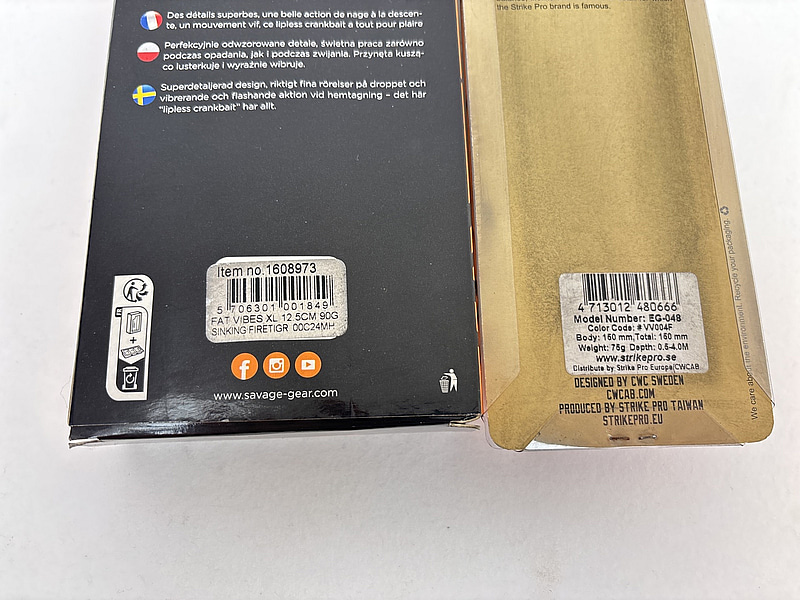 Des détails superbes, une belle action de nage à la descen-
te, un mouvement vif, ce lipless crankbait a tout pour plaire
Perfekcyjnie odwzorowane detale, świetna praca zarówno
podczas opadania, jak i podczas zwijania. Przynęta kuszą-
co lusterkuje i wyraźnie wibruje.
Superdetaljerad design, riktigt fina rörelser på droppet och
vibrerande och flashande aktion vid hemtagning - det här
"lipless crankbait" har allt.
Item no.1608973
5 706301 001849
FAT VIBES XL 12.5CM 90G
SINKING FIRETIGR 00C24MH
www.savage-gear.com
the Strike Pro brand is famous.
4 713012 480666
Model Number: EG-048
Color Code: # VV004F
Body: 150 mm,Total: 150 mm
Weight: 75g Depth: 0.5-4.0M
www.strikepro.se
Distribute by Strike Pro Europe/CWCAB
DESIGNED BY CWC SWEDEN
CWCAB.COM
PRODUCED BY STRIKE PRO TAIWAN
STRIKEPRO.EU
We care about the environment. Recycle your packaging.